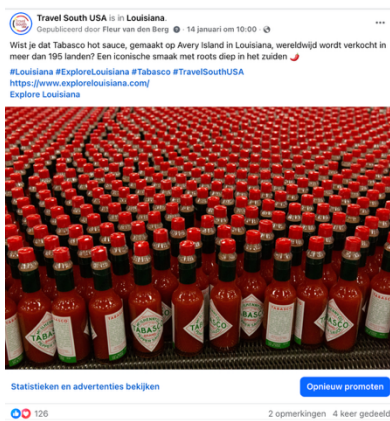 Travel South USA is in Louisiana.
Gepubliceerd door Fleur van den Berg · 14 januari om 10:00 ·
Wist je dat Tabasco hot sauce, gemaakt op Avery Island in Louisiana, wereldwijd wordt verkocht in
meer dan 195 landen? Een iconische smaak met roots diep in het zuiden 🌶️
#Louisiana #ExploreLouisiana #Tabasco #TravelSouthUSA
https://www.explorelouisiana.com/
Explore Louisiana
TABASCO
TABASCO
TABASCO
TABASCO
Statistieken en advertenties bekijken
Opnieuw promoten
126
2 opmerkingen 4 keer gedeeld